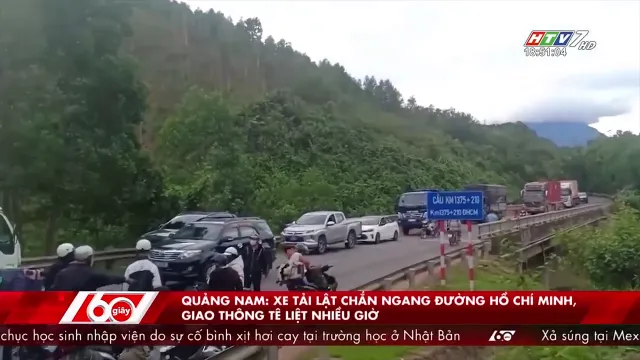 HTV7 HD
18:51:04
CẦU KM1375+210
Km1375+210 ĐHCM
60 giây
QUẢNG NAM: XE TẢI LẬT CHẮN NGANG ĐƯỜNG HỒ CHÍ MINH,
GIAO THÔNG TÊ LIỆT NHIỀU GIỜ
chục học sinh nhập viện do sự cố bình xịt hơi cay tại trường học ở Nhật Bản 60 Xả súng tại Mex